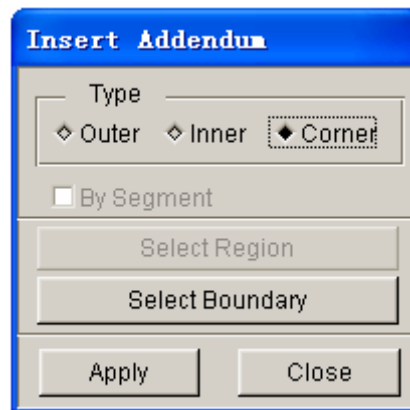 Insert Addendum
Type
Outer Inner Corner
By Segment
Select Region
Select Boundary
Apply Close